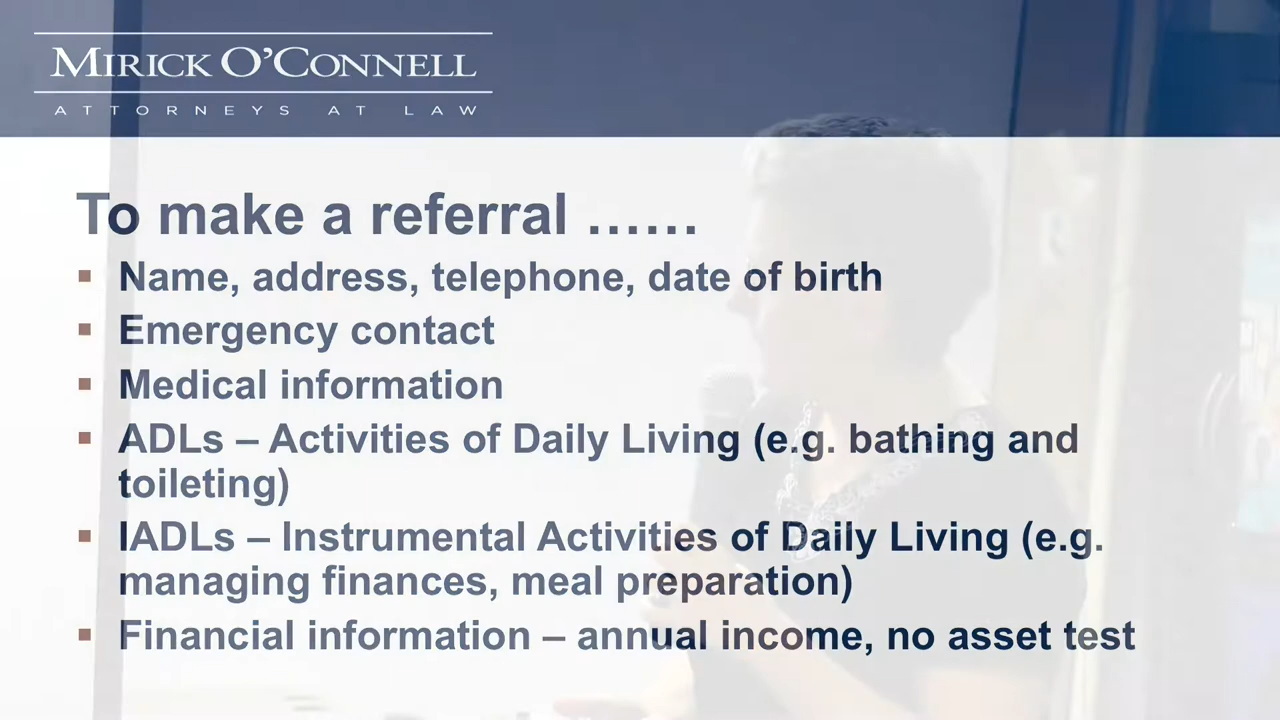 MIRICK O'CONNELL
ATTORNEYS AT LAW
To make a referral ......
▪ Name, address, telephone, date of birth
▪ Emergency contact
▪ Medical information
▪ ADLs – Activities of Daily Living (e.g. bathing and
toileting)
▪ IADLs – Instrumental Activities of Daily Living (e.g.
managing finances, meal preparation)
▪ Financial information – annual income, no asset test